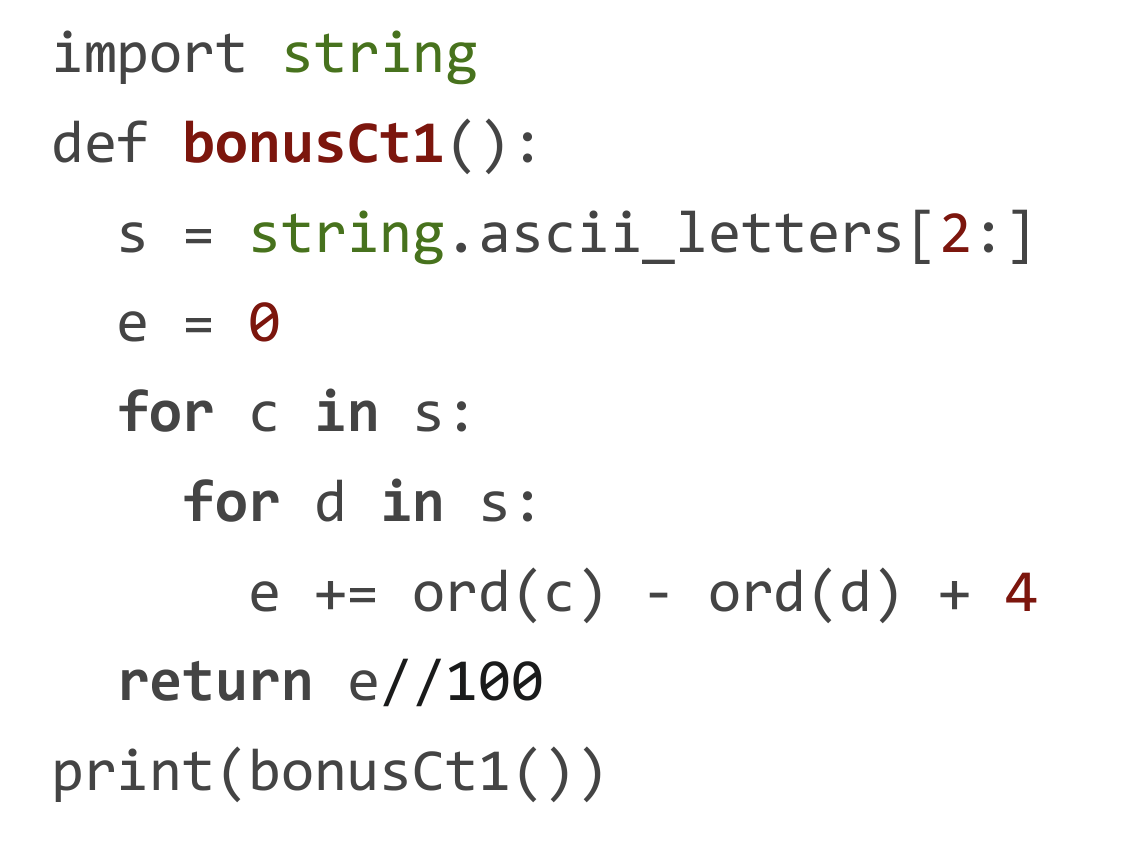 import string
def bonusCt1():
  s = string.ascii_letters[2:]
  e = 0
  for c in s:
    for d in s:
      e += ord(c) - ord(d) + 4
  return e//100
print(bonusCt1())